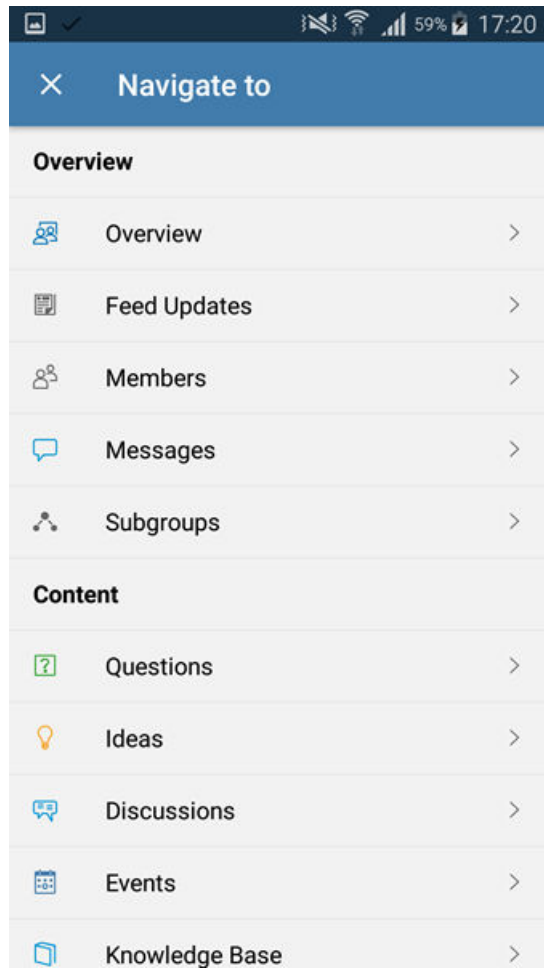 59% 17:20
Navigate to
Overview
Overview
Feed Updates
Members
Messages
Subgroups
Content
Questions
Ideas
Discussions
Events
Knowledge Base